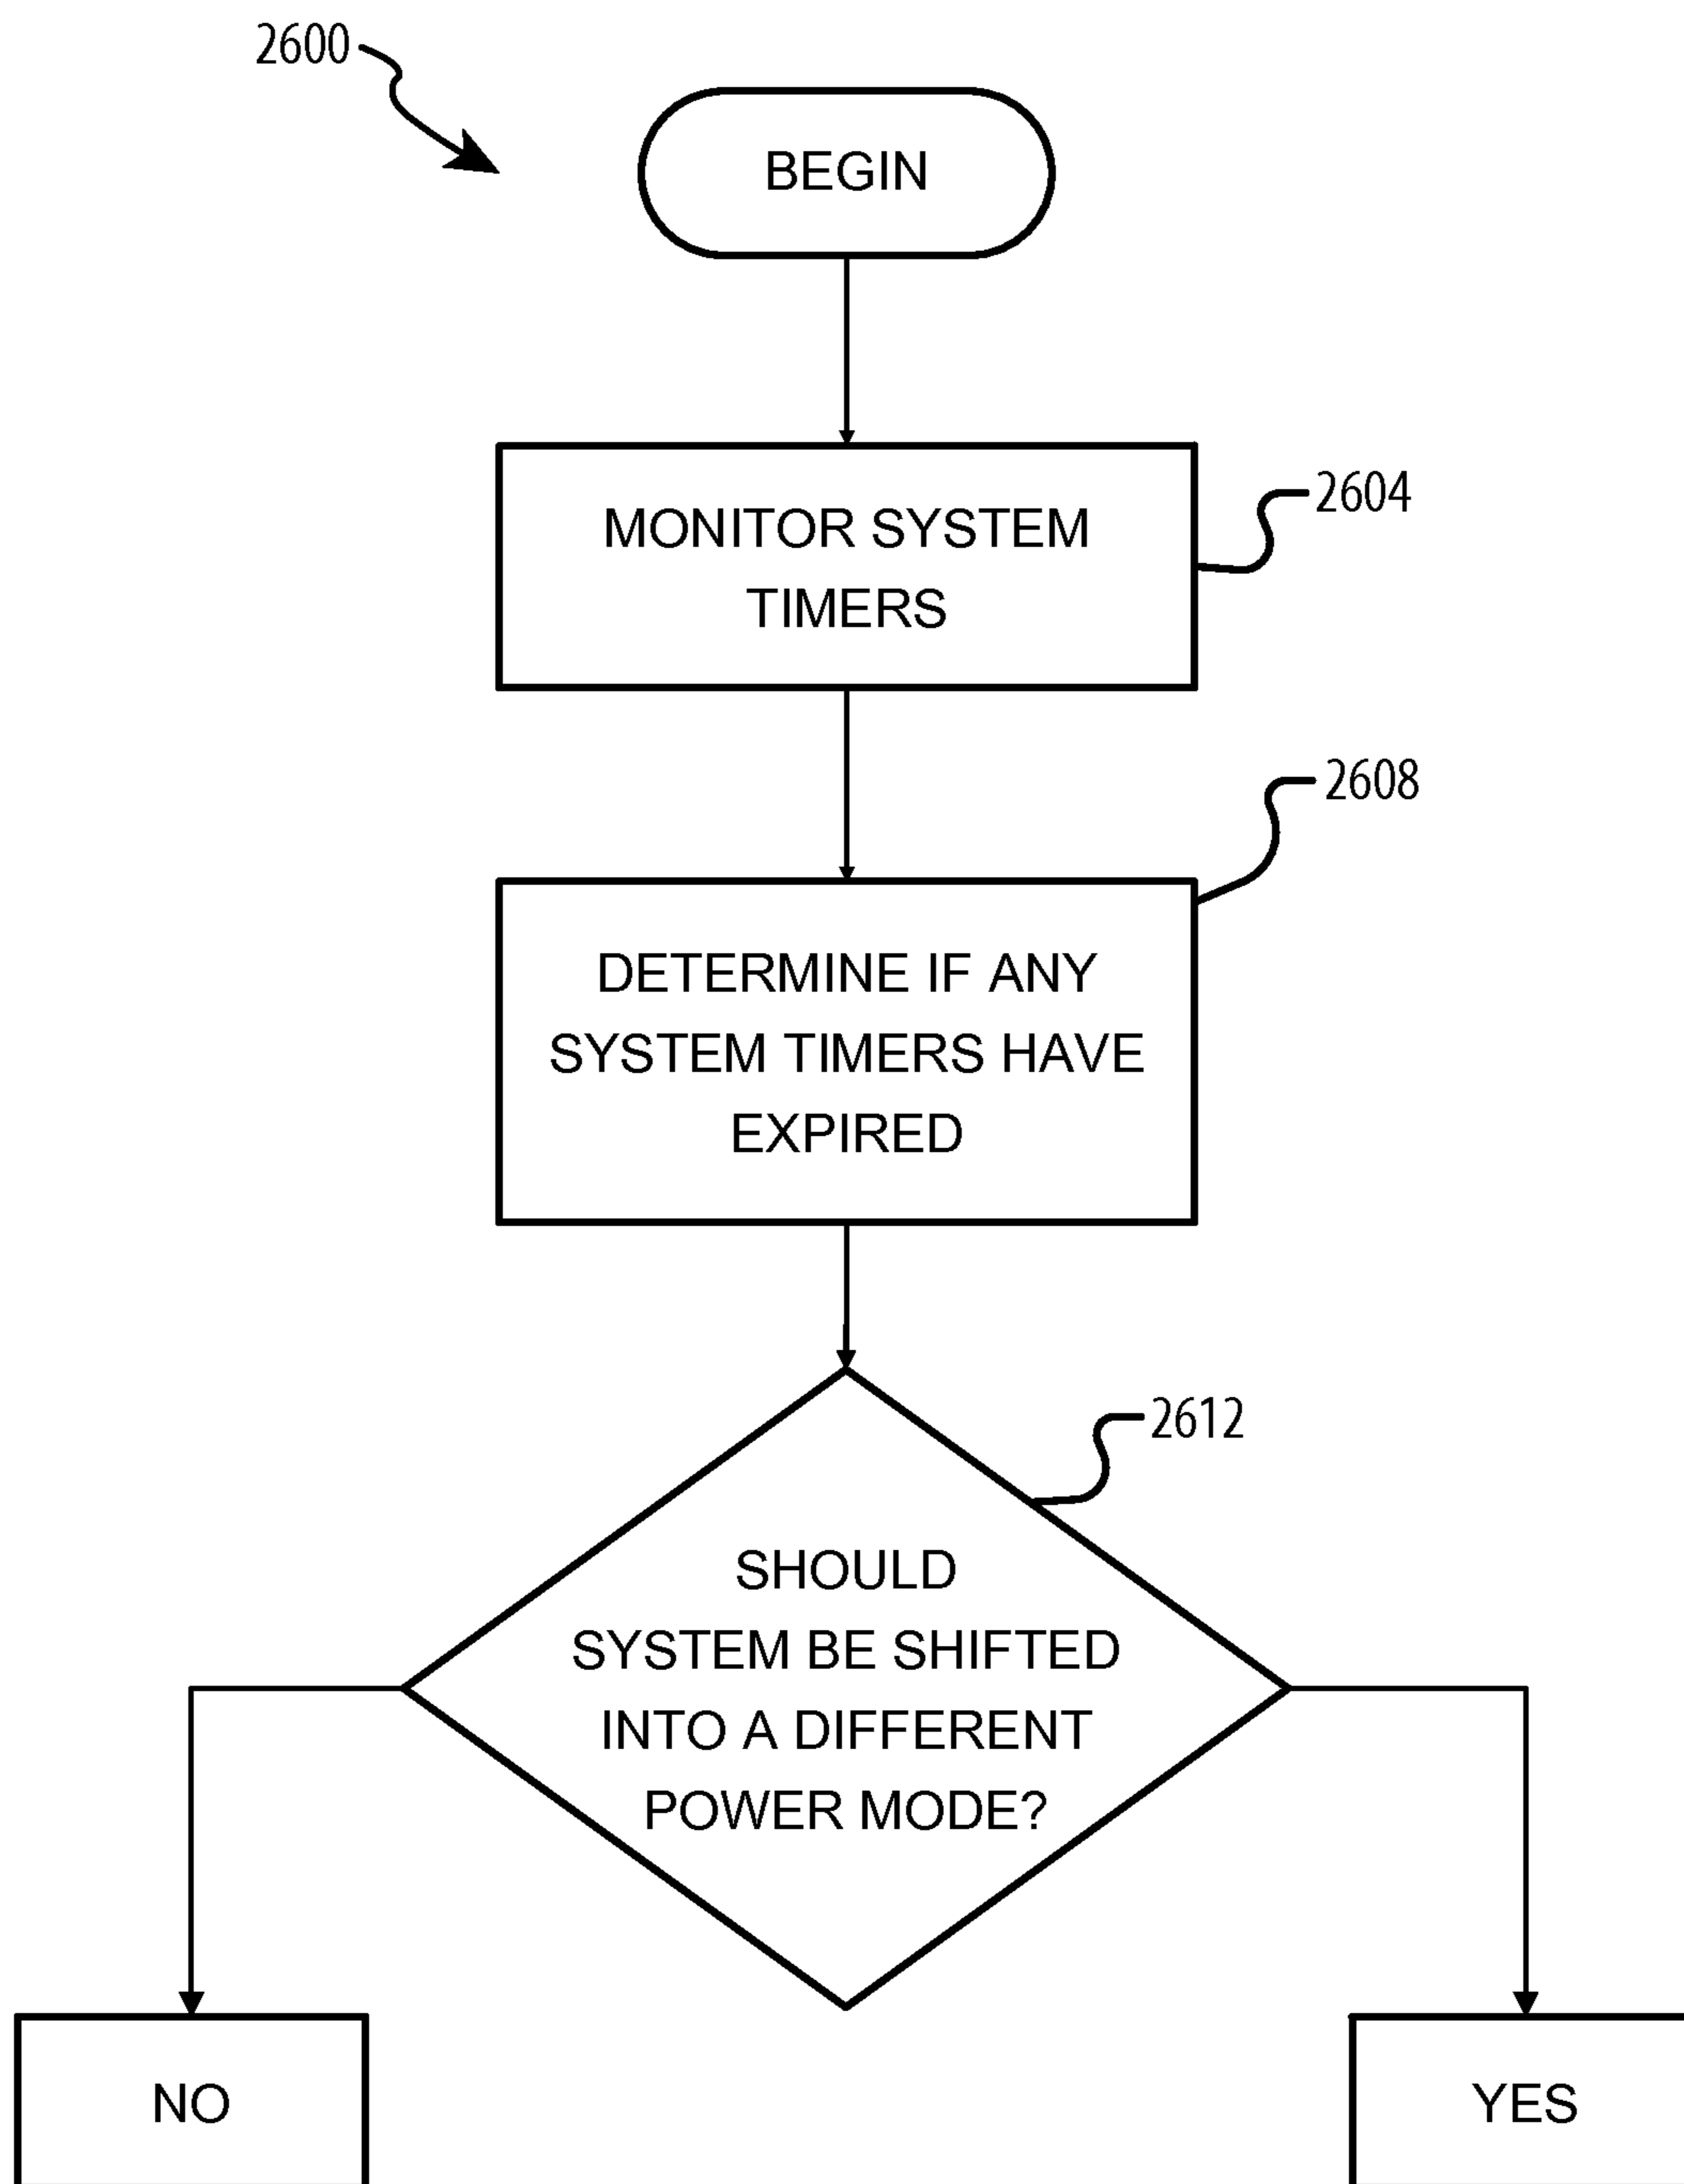 2600
BEGIN
MONITOR SYSTEM
TIMERS
2604
2608
DETERMINE IF ANY
SYSTEM TIMERS HAVE
EXPIRED
2612
SHOULD
SYSTEM BE SHIFTED
INTO A DIFFERENT
POWER MODE?
NO
YES